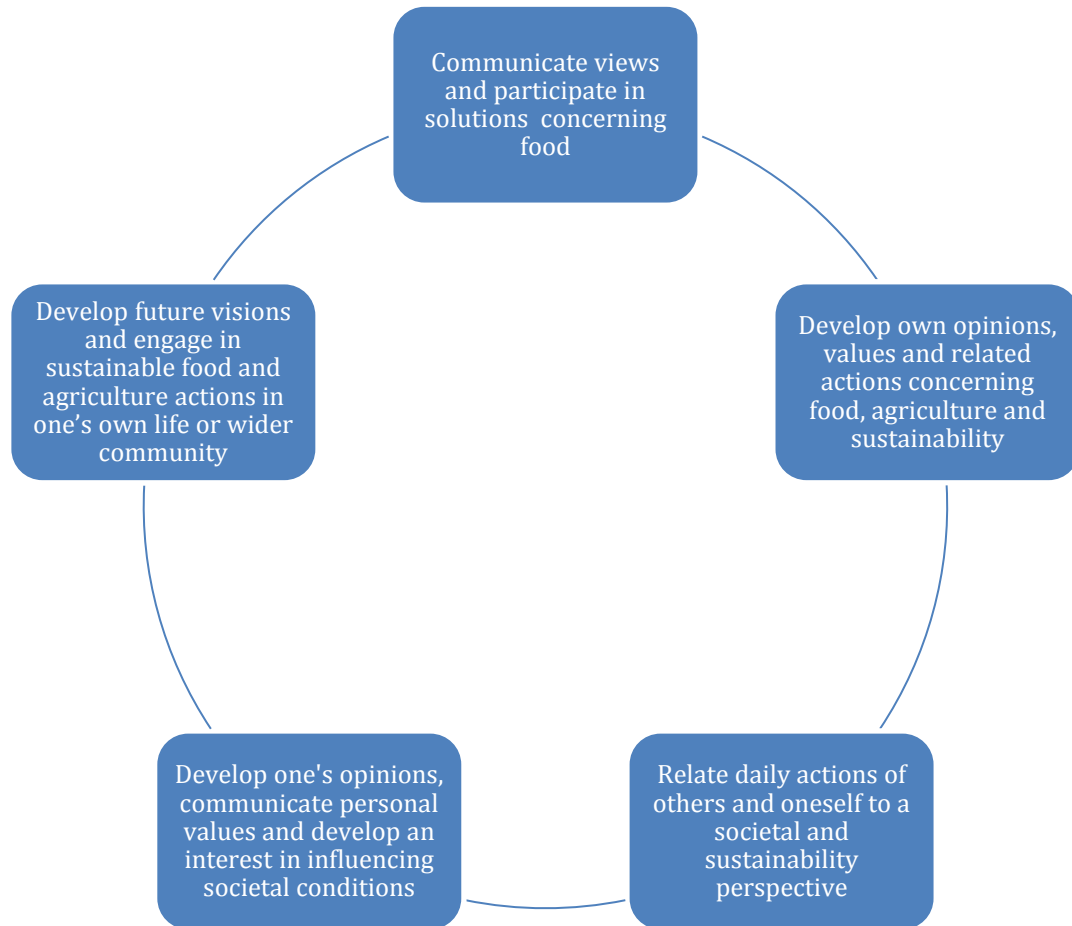 Communicate views
and participate in
solutions  concerning
food
Develop own opinions,
values and related
actions concerning
food, agriculture and
sustainability
Relate daily actions of
others and oneself to a
societal and
sustainability
perspective
Develop one's opinions,
communicate personal
values and develop an
interest in influencing
societal conditions
Develop future visions
and engage in
sustainable food and
agriculture actions in
one’s own life or wider
community